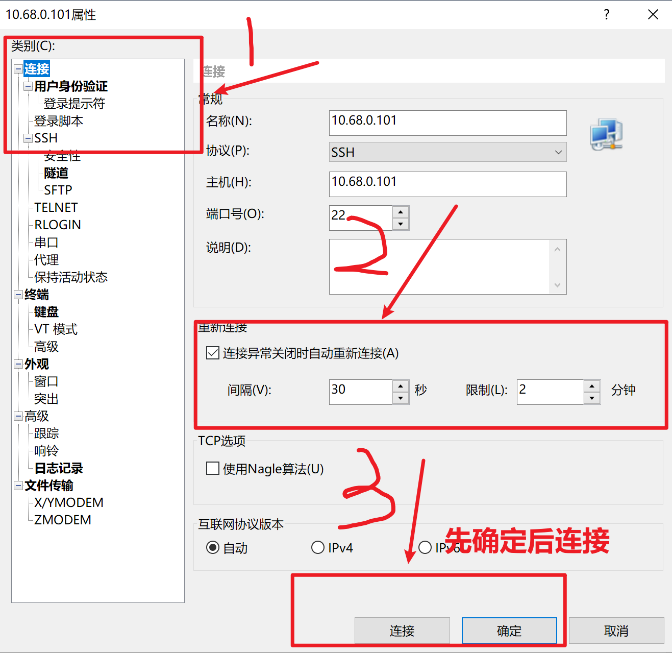 10.68.0.101属性
?
类别(C):
连接
用户身份验证
登录提示符
登录脚本
SSH
安全性
隧道
SFTP
TELNET
RLOGIN
串口
代理
保持活动状态
终端
键盘
VT 模式
高级
外观
窗口
突出
高级
跟踪
响铃
日志记录
文件传输
X/YMODEM
ZMODEM
1
连接
常规
名称(N): 10.68.0.101
协议(P): SSH
主机(H): 10.68.0.101
端口号(O): 22
2
说明(D):
重新连接
连接异常关闭时自动重新连接(A)
间隔(V): 30 秒 限制(L): 2 分钟
TCP选项
使用Nagle算法(U)
3
互联网协议版本
自动 IPv4 IPv6
先确定后连接
连接 确定 取消